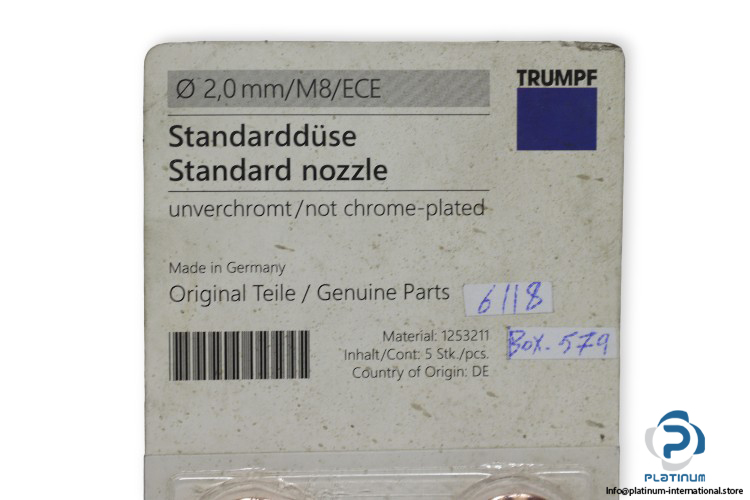 Ø 2,0 mm/M8/ECE
TRUMPF
Standarddüse
Standard nozzle
unverchromt/not chrome-plated
Made in Germany
Original Teile / Genuine Parts
6118
Material: 1253211
Inhalt/Cont: 5 Stk./pcs.
Country of Origin: DE
Box-579
PLATINUM
Info@platinum-international.store